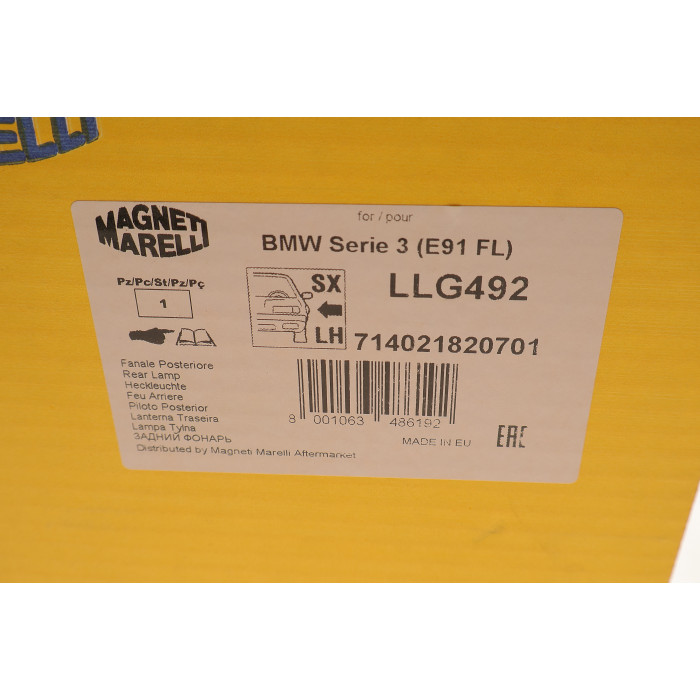 RELLI
MAGNETI
MARELLI
for / pour
BMW Serie 3 (E91 FL)
Pz/Pc/St/Pz/Pç
1
SX
LH
LLG492
714021820701
Fanale Posteriore
Rear Lamp
Heckleuchte
Feu Arriere
Piloto Posterior
Lanterna Traseira
Lampa Tylna
ЗАДНИЙ ФОНАРЬ
Distributed by Magneti Marelli Aftermarket
8 001063 486192
MADE IN EU
EAC